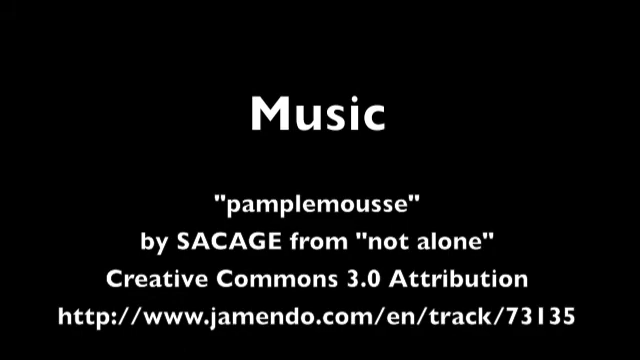 Music
"pamplemousse"
by SACAGE from "not alone"
Creative Commons 3.0 Attribution
http://www.jamendo.com/en/track/73135